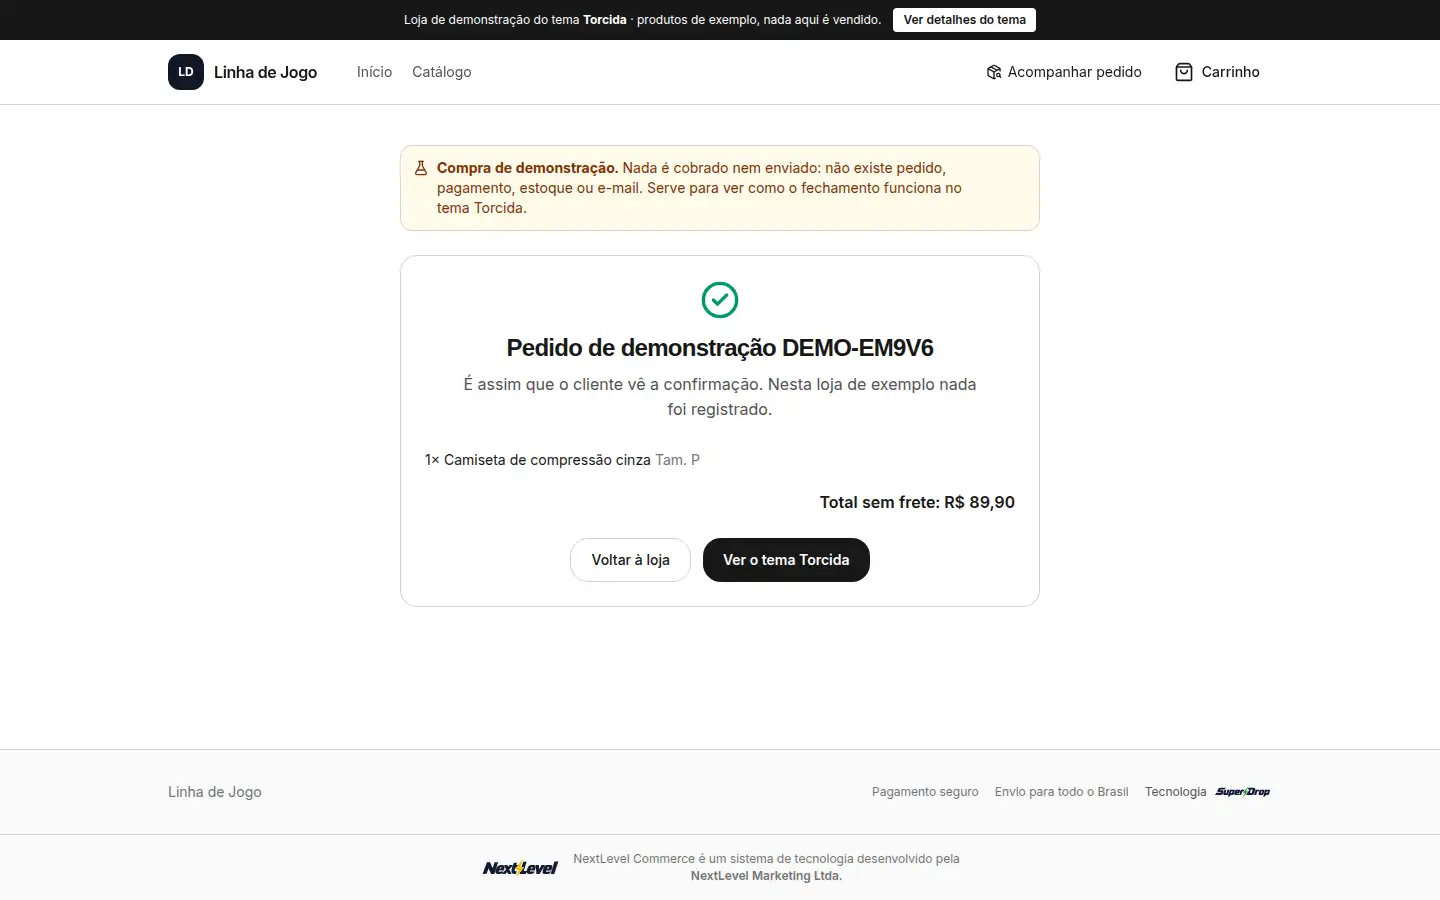 Loja de demonstração do tema Torcida · produtos de exemplo, nada aqui é vendido.
Ver detalhes do tema
LD
Linha de Jogo
Início
Catálogo
Acompanhar pedido
Carrinho
Compra de demonstração. Nada é cobrado nem enviado: não existe pedido,
pagamento, estoque ou e-mail. Serve para ver como o fechamento funciona no
tema Torcida.
Pedido de demonstração DEMO-EM9V6
É assim que o cliente vê a confirmação. Nesta loja de exemplo nada
foi registrado.
1× Camiseta de compressão cinza Tam. P
Total sem frete: R$ 89,90
Voltar à loja
Ver o tema Torcida
Linha de Jogo
Pagamento seguro
Envio para todo o Brasil
Tecnologia
SuperDrop
NextLevel
NextLevel Commerce é um sistema de tecnologia desenvolvido pela
NextLevel Marketing Ltda.